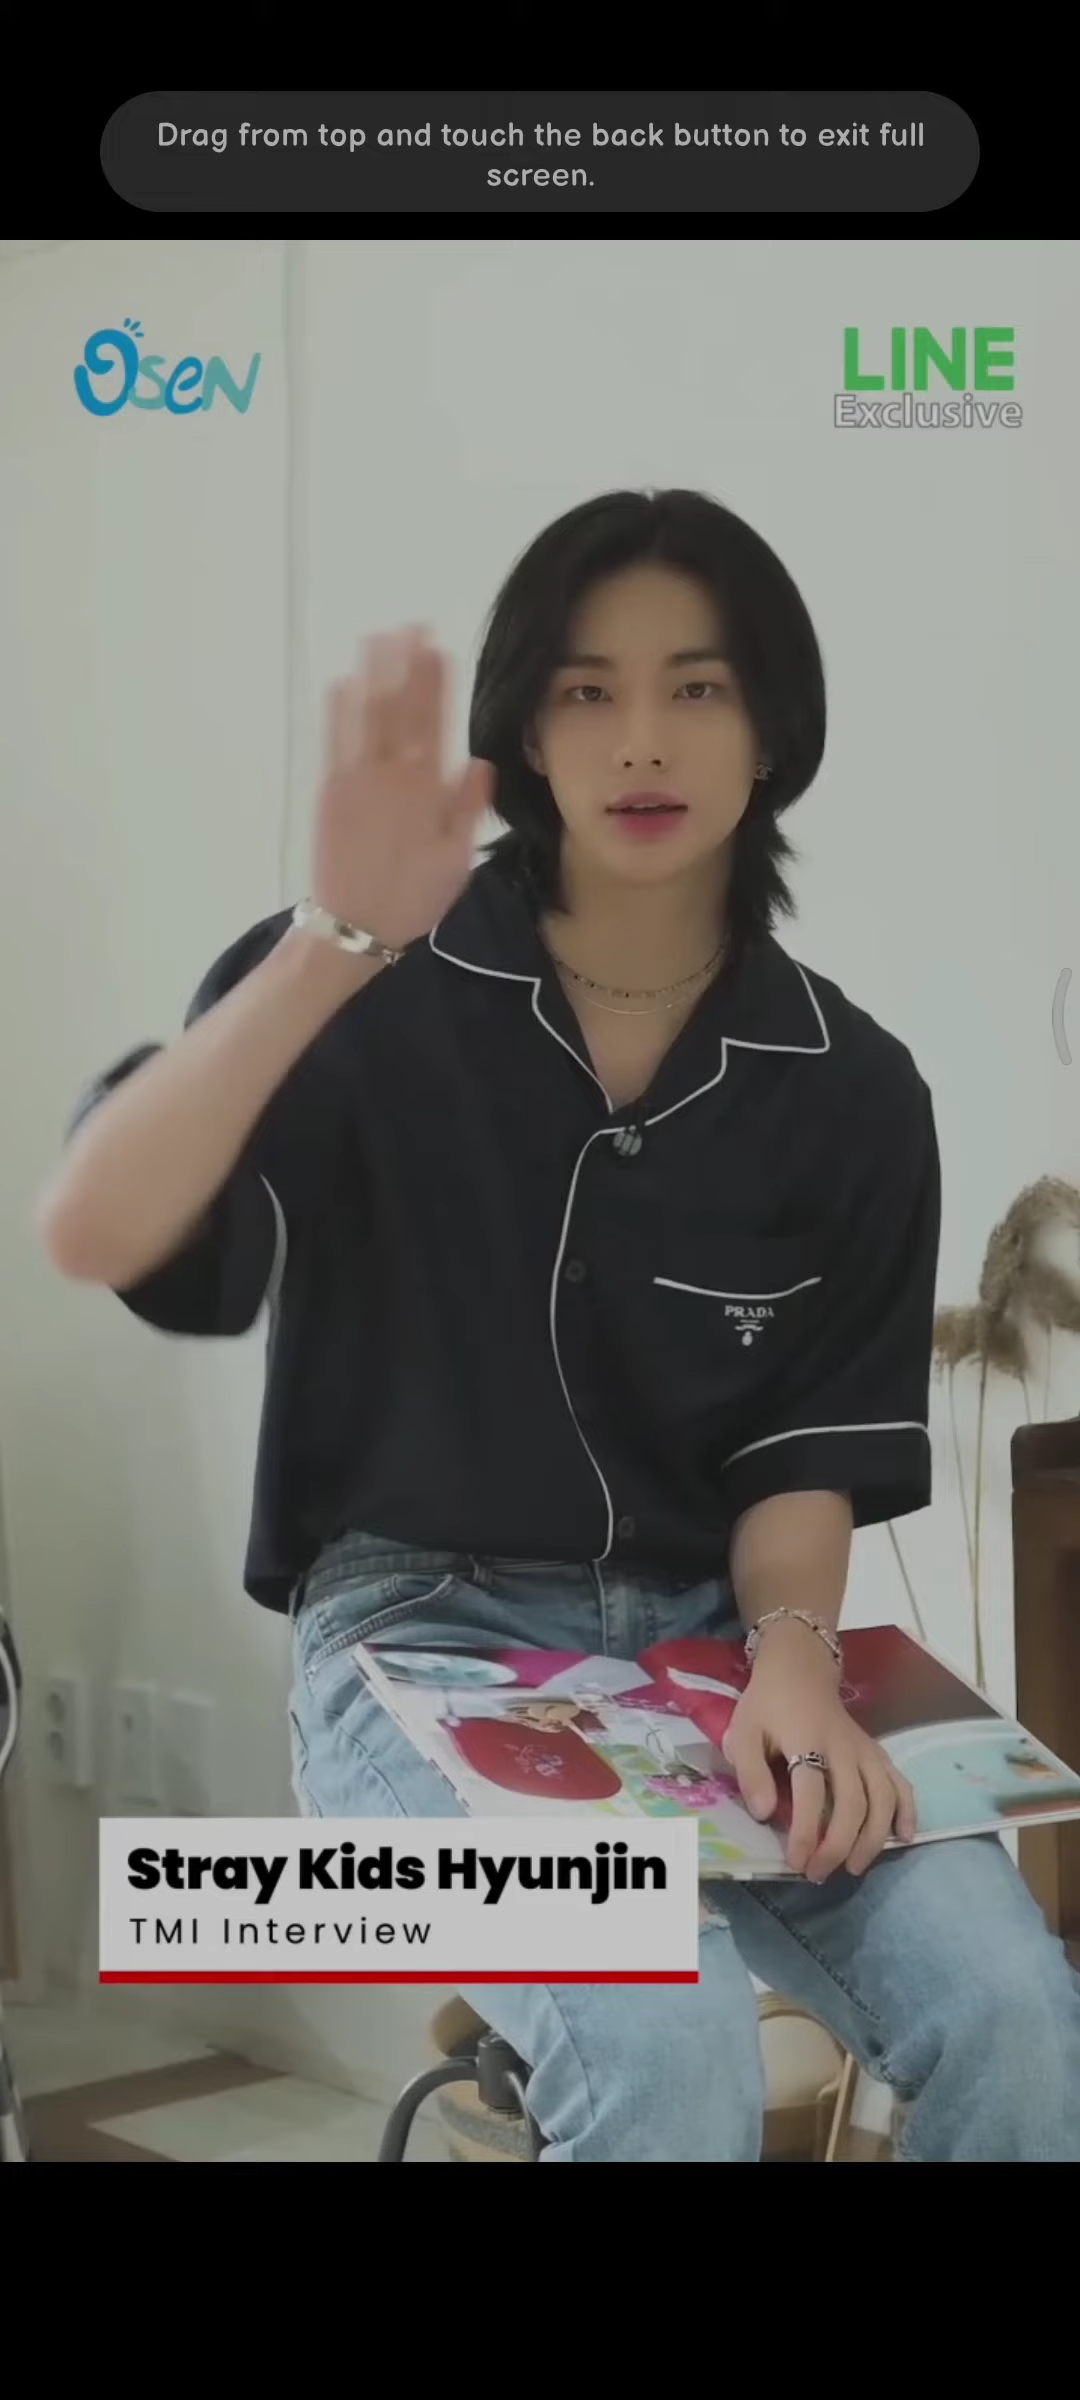 Drag from top and touch the back button to exit full
screen.
OSEN
LINE
Exclusive
PRADA
Stray Kids Hyunjin
TMI Interview